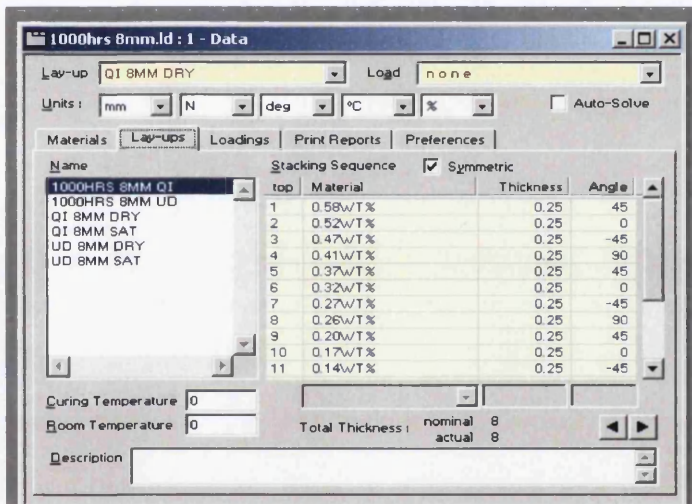 1000hrs 8mm.ld : 1 - Data
Lay-up QI 8MM DRY Load none
Units : mm N deg °C % Auto-Solve
Materials Lay-ups Loadings Print Reports Preferences
Name Stacking Sequence Symmetric
1000HRS 8MM QI
1000HRS 8MM UD
QI 8MM DRY
QI 8MM SAT
UD 8MM DRY
UD 8MM SAT
top Material Thickness Angle
1 0.58WT% 0.25 45
2 0.52WT% 0.25 0
3 0.47WT% 0.25 -45
4 0.41WT% 0.25 90
5 0.37WT% 0.25 45
6 0.32WT% 0.25 0
7 0.27WT% 0.25 -45
8 0.26WT% 0.25 90
9 0.20WT% 0.25 45
10 0.17WT% 0.25 0
11 0.14WT% 0.25 -45
Curing Temperature 0
Room Temperature 0
Total Thickness : nominal 8
actual 8
Description